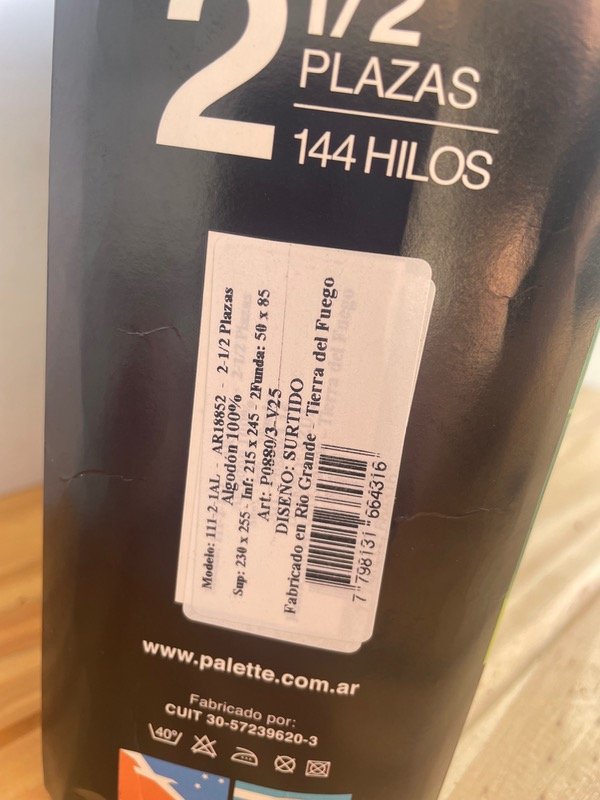 2 1/2
PLAZAS
144 HILOS
Modelo: 111-2 1AL - AR18852 - 2-1/2 Plazas
Algodón 100%
Sup: 230 x 255 - Inf: 215 x 245 - 2Funda: 50 x 85
Art: P0880/3-V25
DISEÑO: SURTIDO
Fabricado en Río Grande - Tierra del Fuego
7 798131 664316
www.palette.com.ar
Fabricado por:
CUIT 30-57239620-3
40°